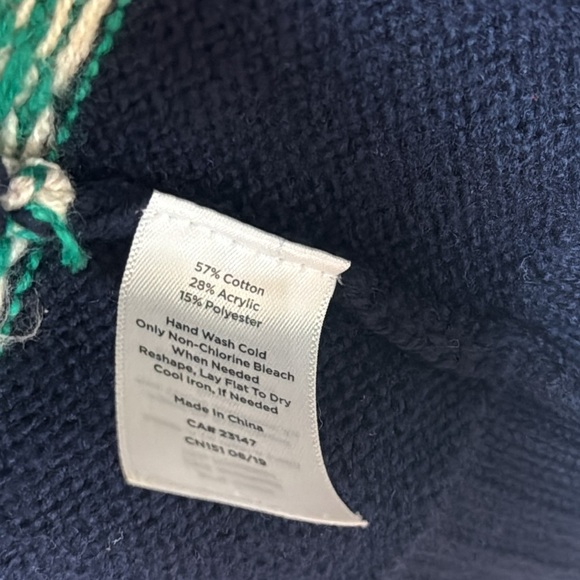 57% Cotton
28% Acrylic
15% Polyester
Hand Wash Cold
Only Non-Chlorine Bleach
When Needed
Reshape, Lay Flat To Dry
Cool Iron, If Needed
Made In China
CA# 23147
CN151 06/19